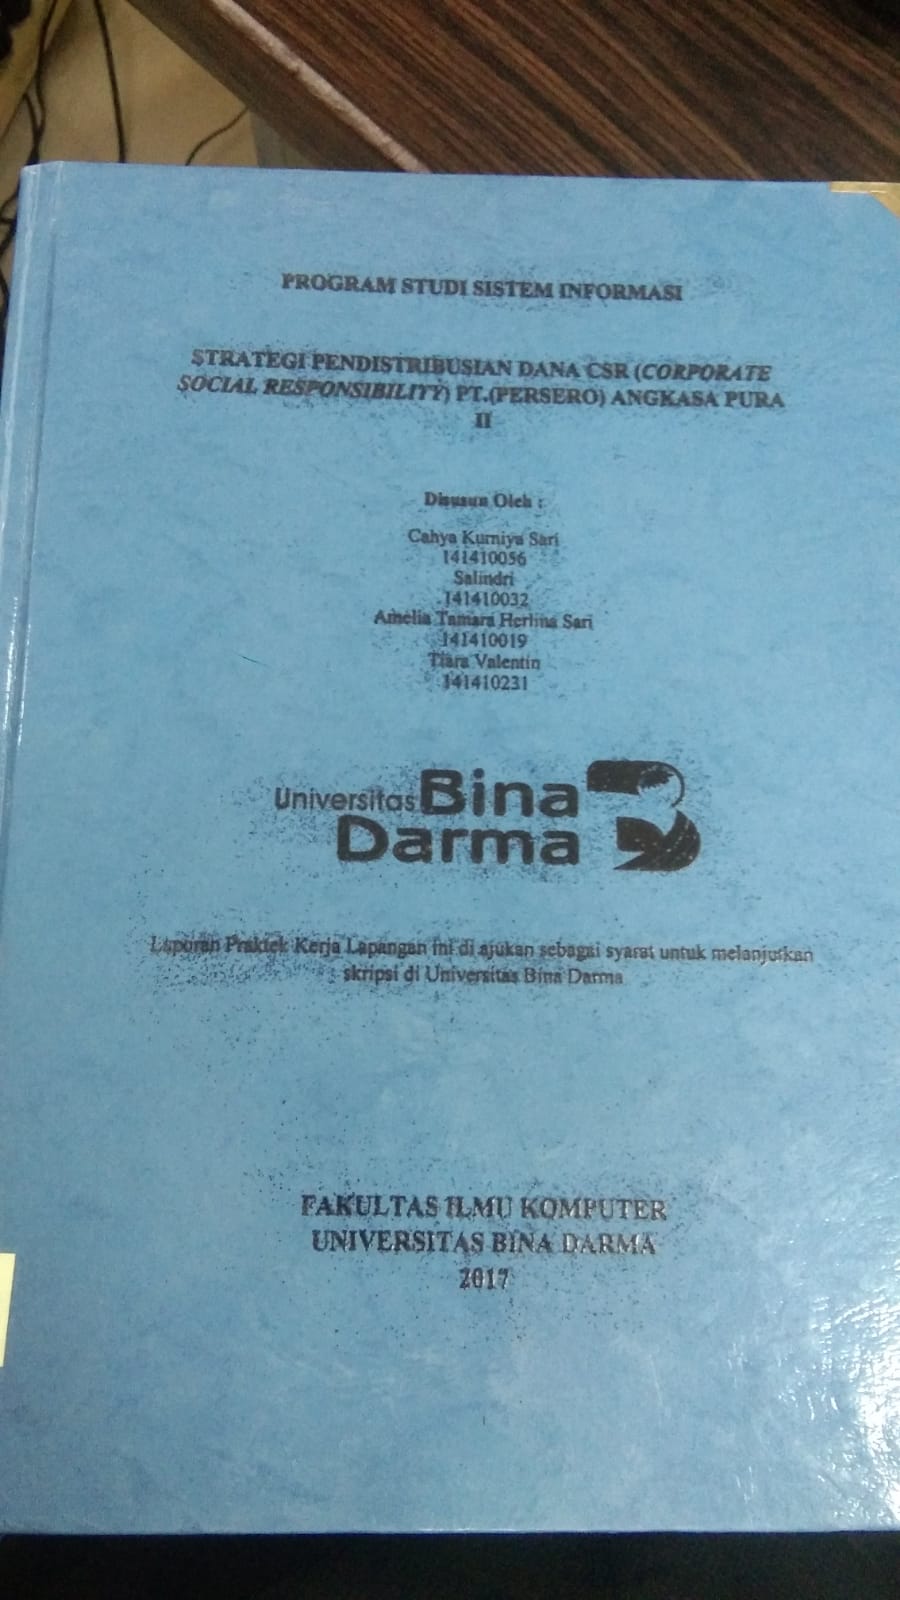 PROGRAM STUDI SISTEM INFORMASI
STRATEGI PENDISTRIBUSIAN DANA CSR (CORPORATE
SOCIAL RESPONSIBILITY) PT.(PERSERO) ANGKASA PURA
II
Disusun Oleh :
Cahya Kurniya Sari
141410056
Salindri
141410032
Amelia Tamara Herlina Sari
141410019
Tiara Valentin
141410231
Universitas Bina
Darma
Laporan Praktek Kerja Lapangan ini di ajukan sebagai syarat untuk melanjutkan
skripsi di Universitas Bina Darma
FAKULTAS ILMU KOMPUTER
UNIVERSITAS BINA DARMA
2017